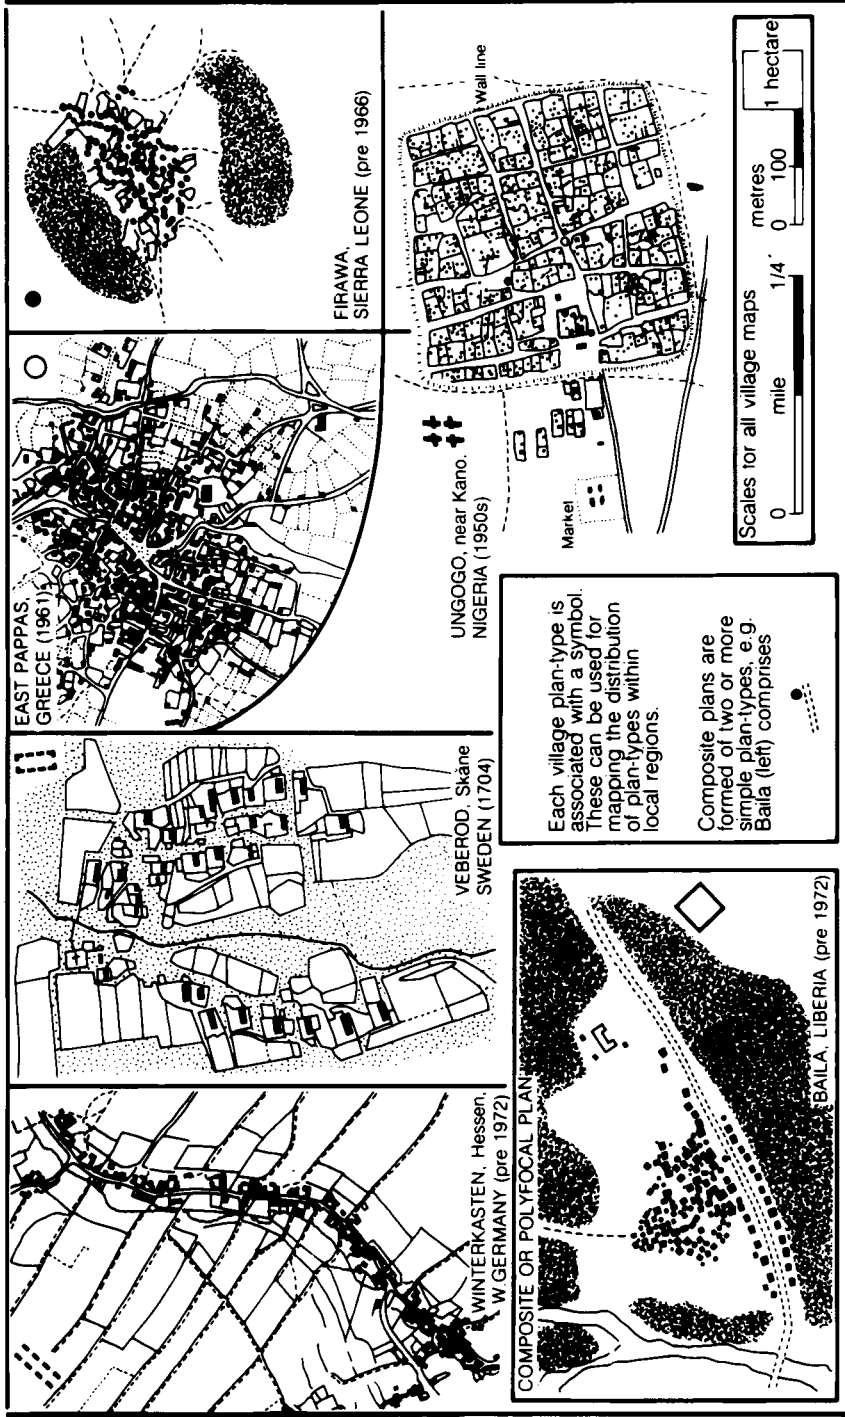 WINTERKASTEN, Hessen,
W. GERMANY (pre 1972)
VEBEROD, Skåne
SWEDEN (1704)
EAST PAPPAS,
GREECE (1961)
FIRAWA,
SIERRA LEONE (pre 1966)
COMPOSITE OR POLYFOCAL PLAN
BAILA, LIBERIA (pre 1972)
Each village plan-type is
associated with a symbol.
These can be used for
mapping the distribution
of plan-types within
local regions.
Composite plans are
formed of two or more
simple plan-types, e.g.
Baila (left) comprises
UNGOGO, near Kano.
NIGERIA (1950s)
Market
Wall line
Scales for all village maps
0 mile 1/4
0 metres 100
1 hectare